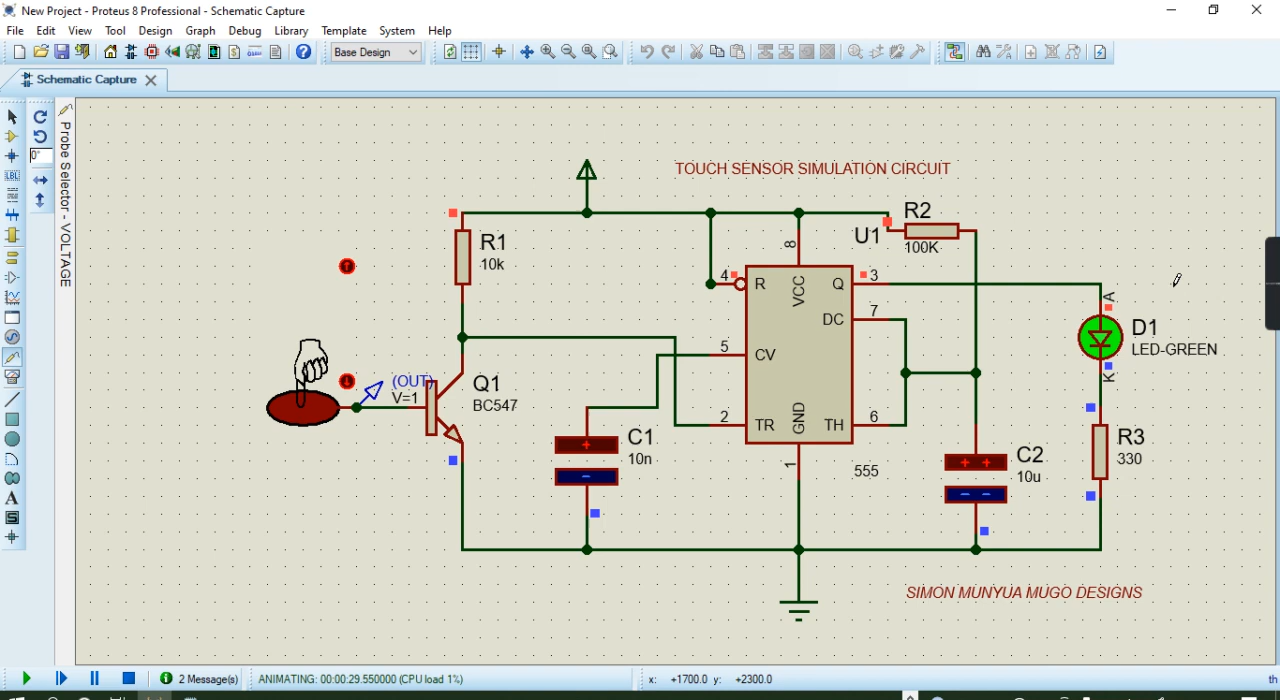 New Project - Proteus 8 Professional - Schematic Capture
File Edit View Tool Design Graph Debug Library Template System Help
Base Design
Schematic Capture
0°
LBL
A
S
Probe Selector - VOLTAGE
TOUCH SENSOR SIMULATION CIRCUIT
R1
10k
R2
100K
U1
8
4
R
VCC
Q
3
DC
7
5
CV
2
TR
GND
TH
6
1
555
(OUT)
V=1
Q1
BC547
C1
10n
C2
10u
A
D1
LED-GREEN
K
R3
330
SIMON MUNYUA MUGO DESIGNS
2 Message(s)
ANIMATING: 00:00:29.550000 (CPU load 1%)
x: +1700.0 y: +2300.0
th